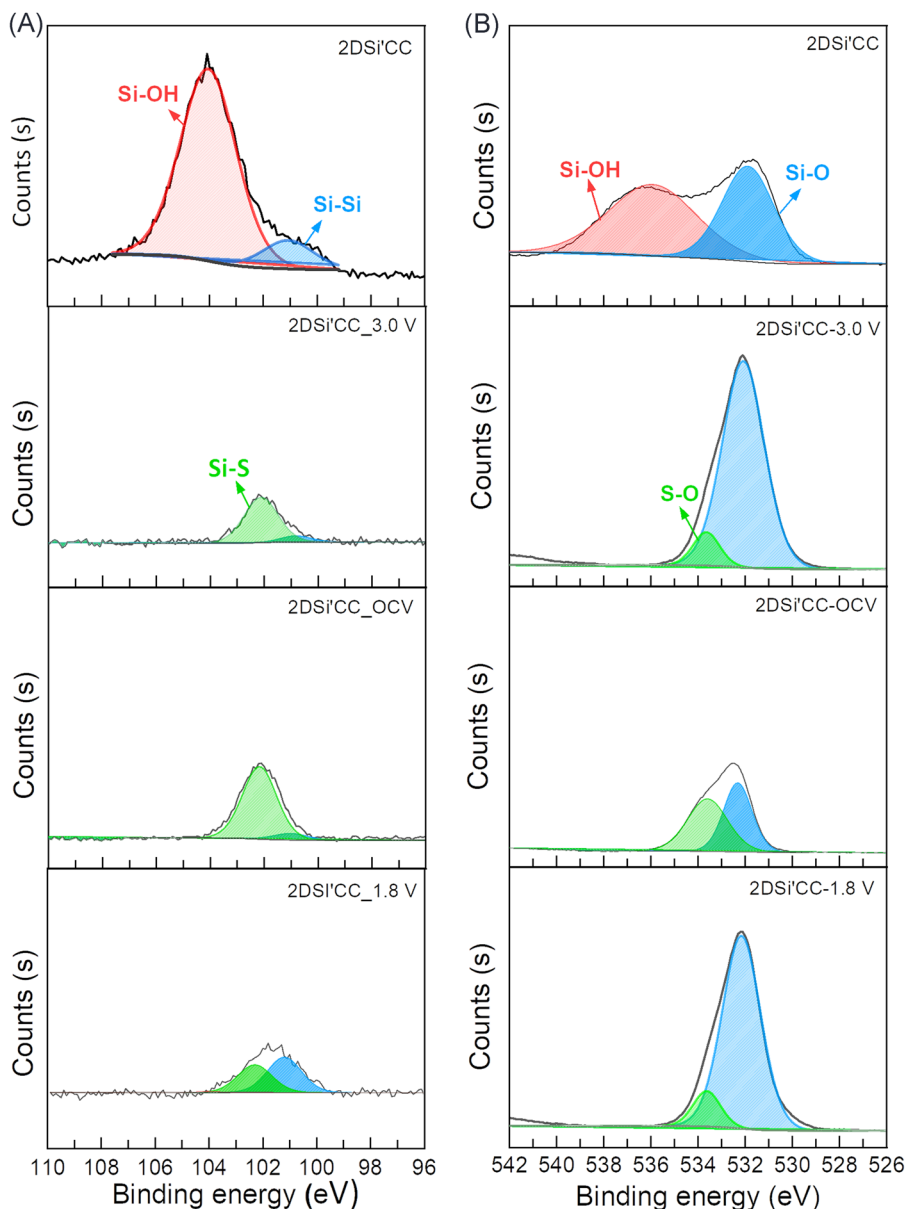 (A)
2DSi'CC
Si-OH
Si-Si
Counts (s)
2DSi'CC_3.0 V
Si-S
Counts (s)
2DSi'CC_OCV
Counts (s)
2DSi'CC_1.8 V
Counts (s)
110 108 106 104 102 100 98 96
Binding energy (eV)
(B)
2DSi'CC
Si-OH
Si-O
Counts (s)
2DSi'CC-3.0 V
S-O
Counts (s)
2DSi'CC-OCV
Counts (s)
2DSi'CC-1.8 V
Counts (s)
542 540 538 536 534 532 530 528 526
Binding energy (eV)